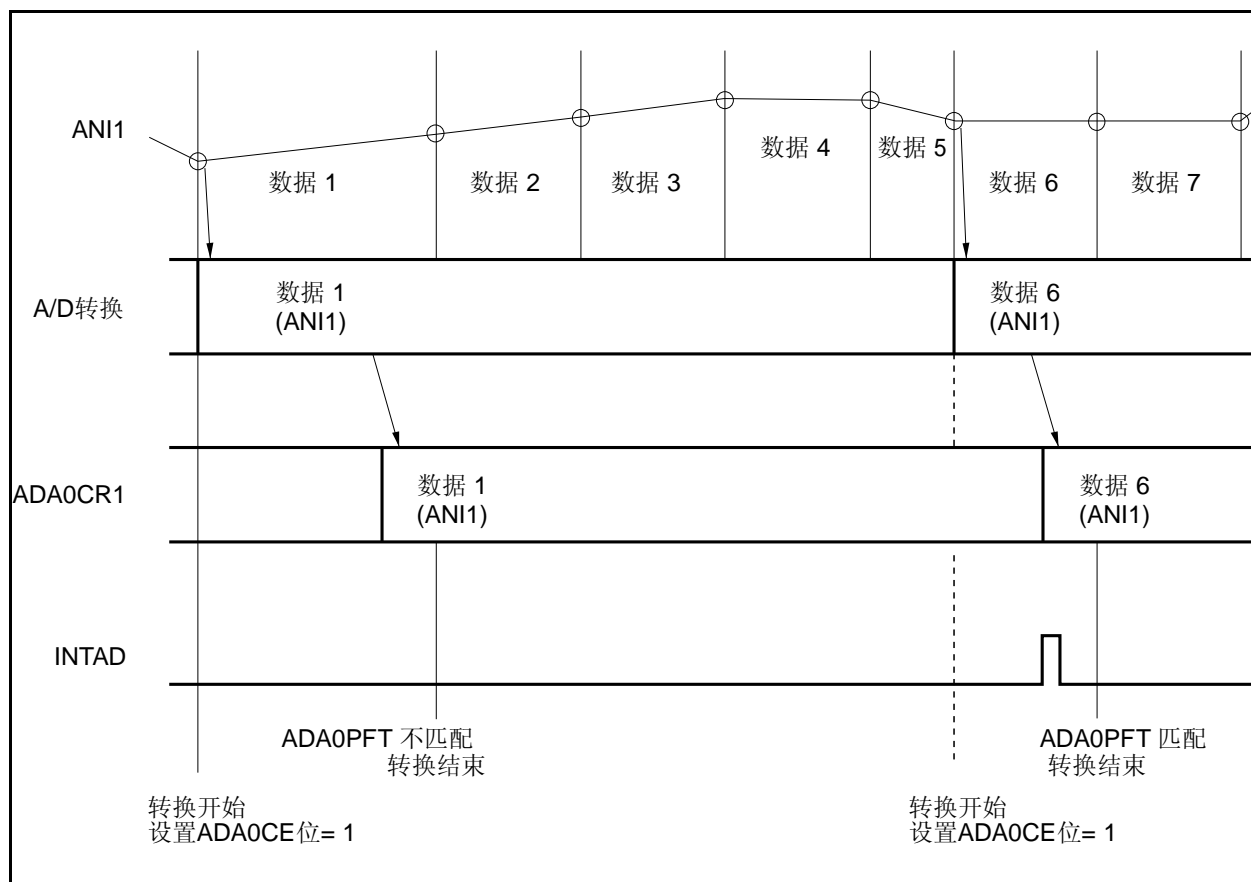 ANI1
数据 1
数据 2
数据 3
数据 4
数据 5
数据 6
数据 7
A/D转换
数据 1
(ANI1)
数据 6
(ANI1)
ADA0CR1
数据 1
(ANI1)
数据 6
(ANI1)
INTAD
ADA0PFT 不匹配
转换结束
ADA0PFT 匹配
转换结束
转换开始
设置ADA0CE位= 1
转换开始
设置ADA0CE位= 1